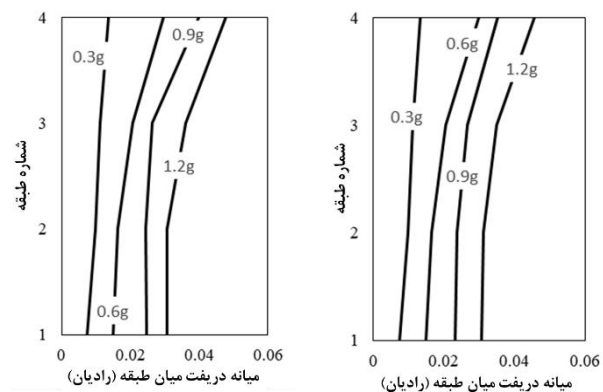 4
3
2
1
شماره طبقه
0.3g
0.9g
1.2g
0.6g
0
0.02
0.04
0.06
میانه دریفت میان طبقه (رادیان)
4
3
2
1
شماره طبقه
0.6g
1.2g
0.3g
0.9g
0
0.02
0.04
0.06
میانه دریفت میان طبقه (رادیان)